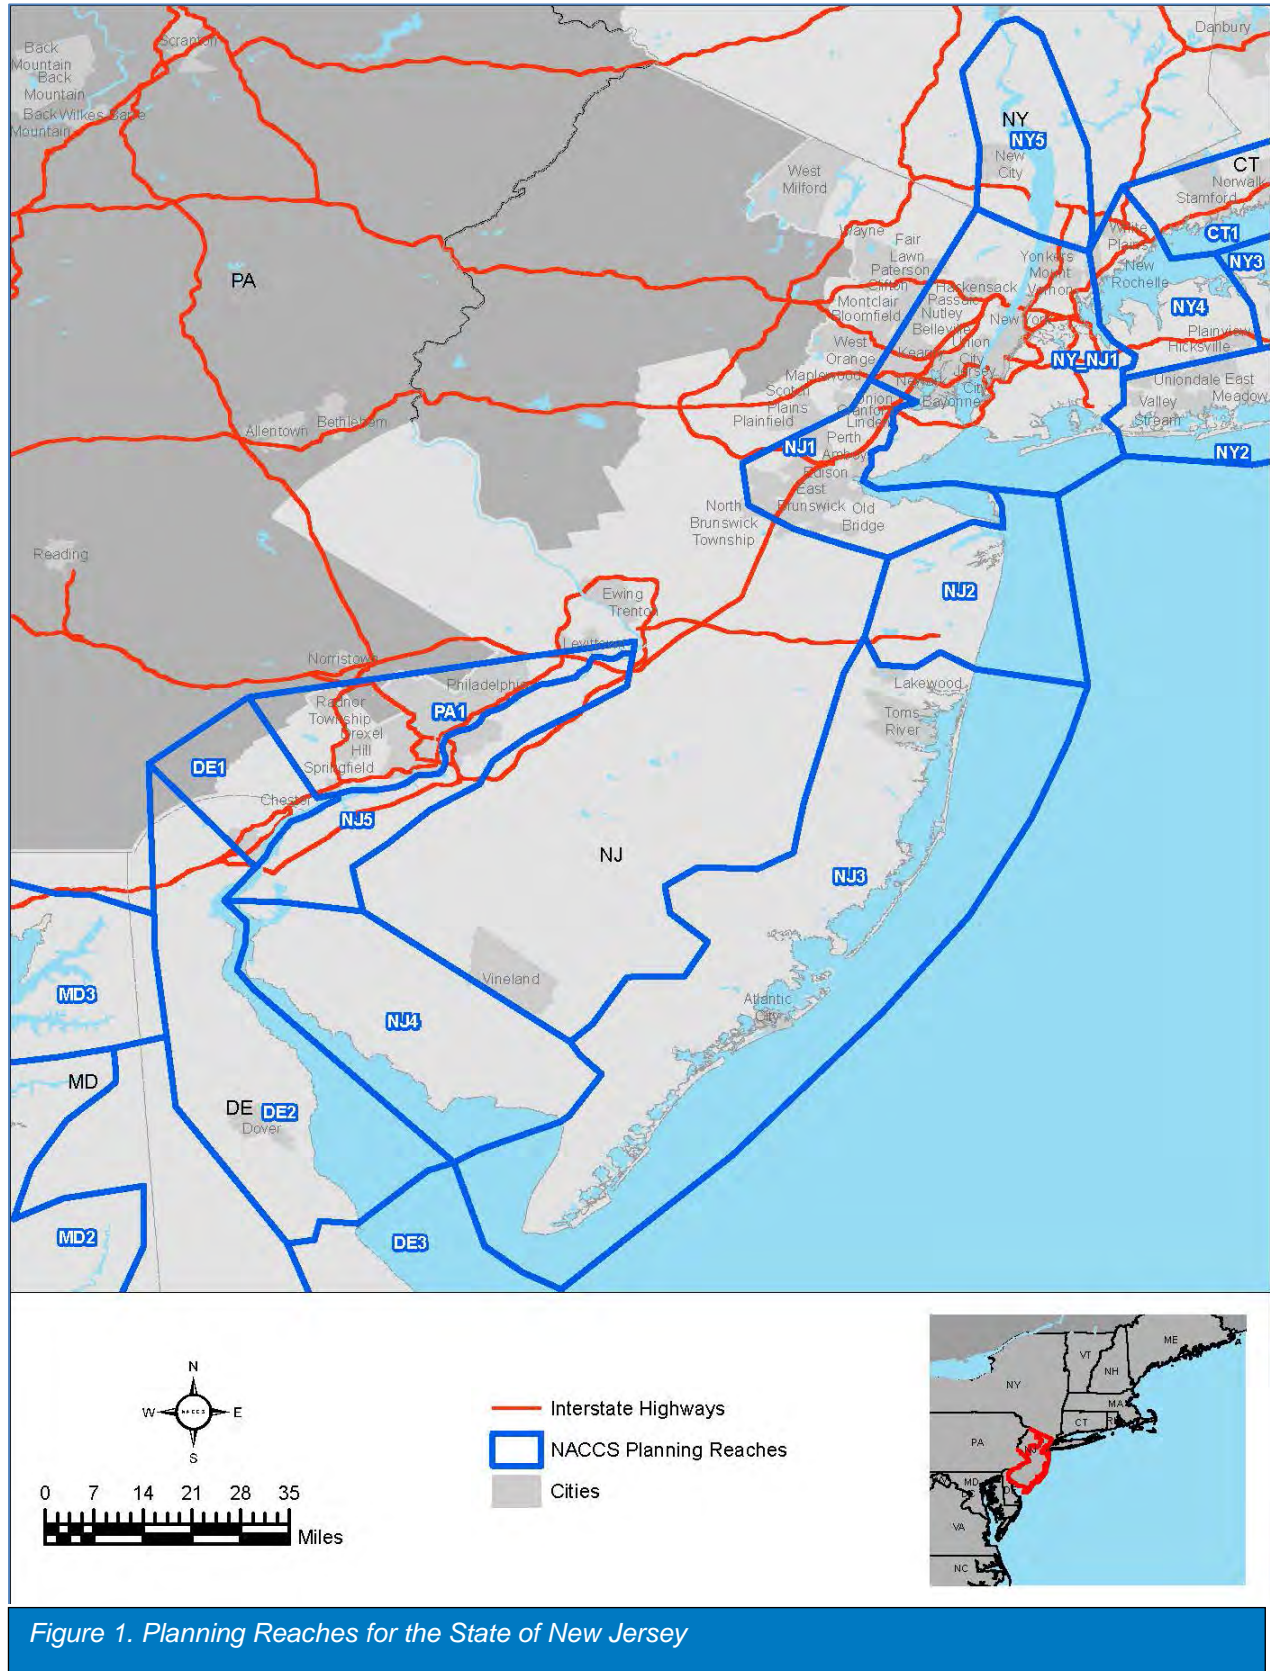 Danbury
Scranton
Back
Mountain
Back
Mountain
Back
Mountain
Wilkes-Barre
NY
NY5
New
City
West
Milford
CT
Norwalk
Stamford
CT1
NY3
Wayne
Fair
Lawn
Paterson
Clifton
Montclair
Bloomfield
Hackensack
Passaic
Nutley
Belleville
Yonkers
Mount
Vernon
White
Plains
New
Rochelle
NY4
New York
Plainview
Hicksville
PA
West
Orange
Kearny
Union
City
Jersey
City
NY_NJ1
Maplewood
Newark
Bayonne
Scotch
Plains
Plainfield
Union
Cranford
Linden
Uniondale
East
Meadow
Valley
Stream
NY2
Allentown
Bethlehem
NJ1
Perth
Amboy
Edison
East
Brunswick
Old
Bridge
North
Brunswick
Township
Reading
Ewing
Trenton
NJ2
Levittown
Norristown
Philadelphia
Lakewood
Toms
River
Radnor
Township
Drexel
Hill
Springfield
PA1
DE1
Chester
NJ5
NJ
NJ3
Vineland
MD3
NJ4
Atlantic
City
MD
DE
DE2
Dover
MD2
DE3
N
W
E
S
NACCS
0 7 14 21 28 35
Miles
Interstate Highways
NACCS Planning Reaches
Cities
ME
VT
NH
NY
MA
CT
RI
PA
NJ
MD
DE
VA
NC
Figure 1. Planning Reaches for the State of New Jersey